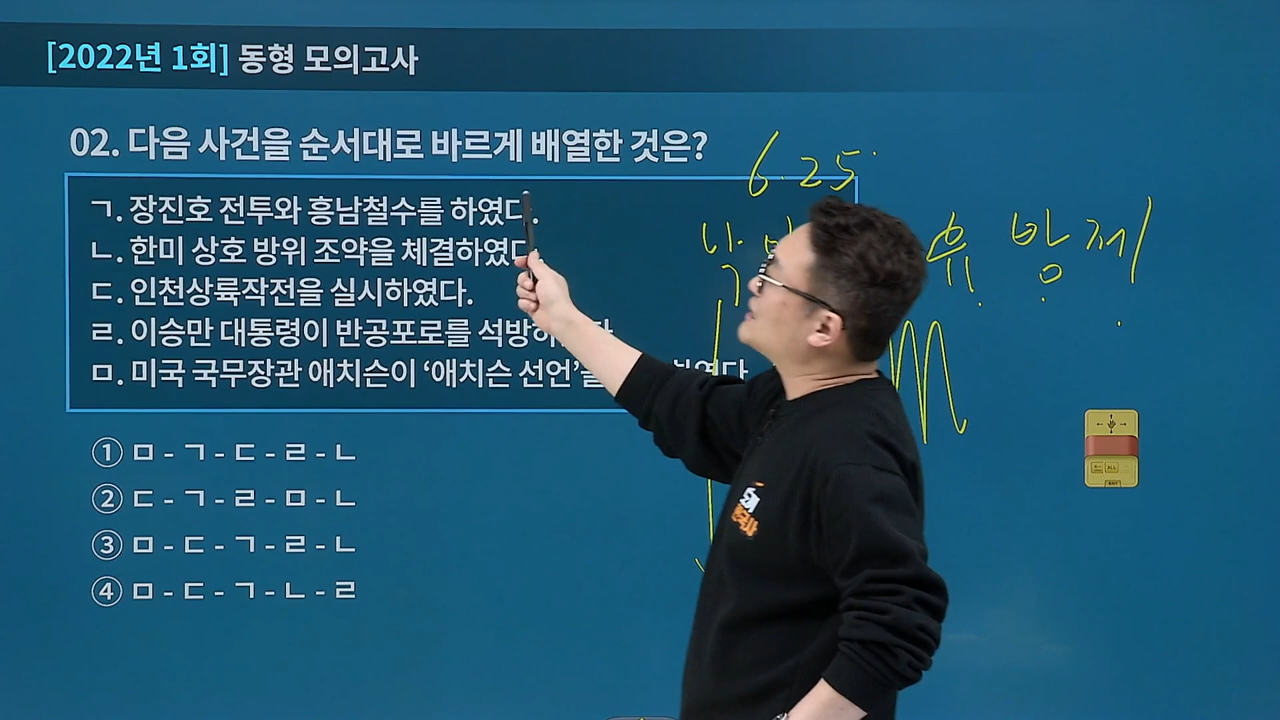 [2022년 1회] 동형 모의고사
02. 다음 사건을 순서대로 바르게 배열한 것은?
6.25
ㄱ. 장진호 전투와 흥남철수를 하였다.
ㄴ. 한미 상호 방위 조약을 체결하였다.
휴 방 제
ㄷ. 인천상륙작전을 실시하였다.
ㄹ. 이승만 대통령이 반공포로를
ㅁ. 미국 국무장관 애치슨이 ‘애치슨 선언’을
① ㅁ - ㄱ - ㄷ - ㄹ - ㄴ
② ㄷ - ㄱ - ㄹ - ㅁ - ㄴ
③ ㅁ - ㄷ - ㄱ - ㄹ - ㄴ
④ ㅁ - ㄷ - ㄱ - ㄴ - ㄹ